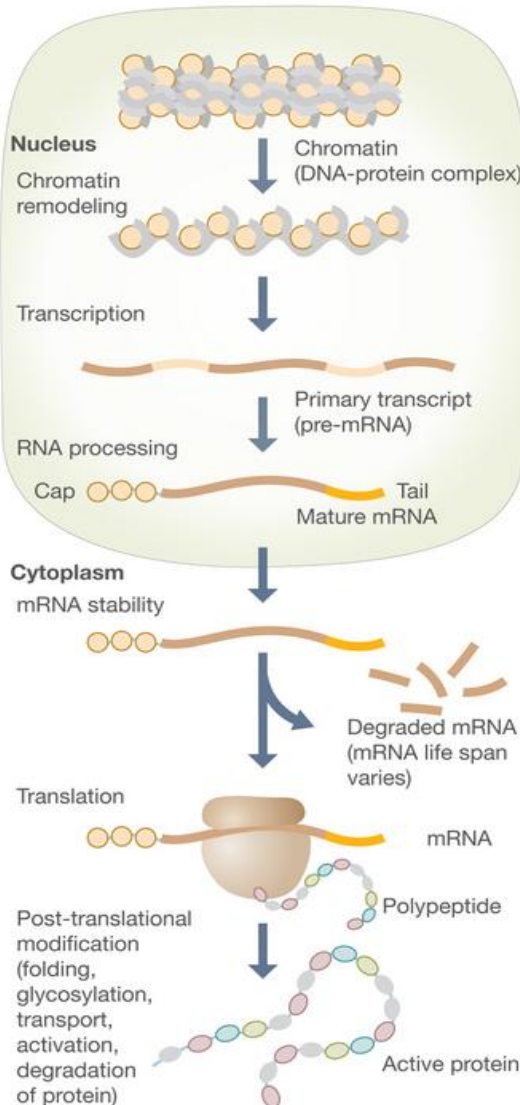 Nucleus
Chromatin
(DNA-protein complex)
Chromatin
remodeling
Transcription
Primary transcript
(pre-mRNA)
RNA processing
Cap
Tail
Mature mRNA
Cytoplasm
mRNA stability
Degraded mRNA
(mRNA life span
varies)
Translation
mRNA
Polypeptide
Post-translational
modification
(folding,
glycosylation,
transport,
activation,
degradation
of protein)
Active protein